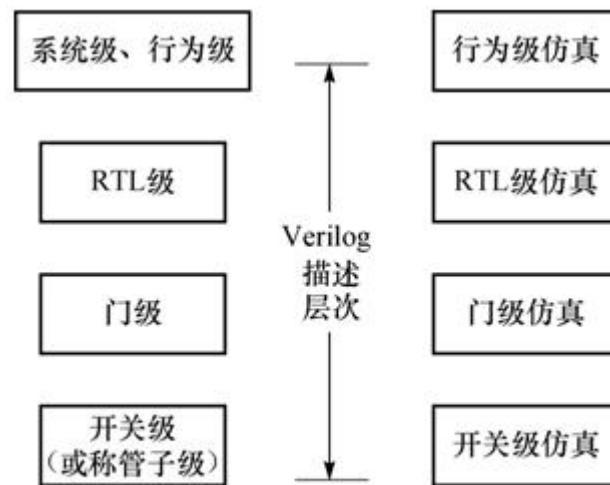 系统级、行为级
行为级仿真
RTL级
RTL级仿真
Verilog
描述
层次
门级
门级仿真
开关级
（或称管子级）
开关级仿真